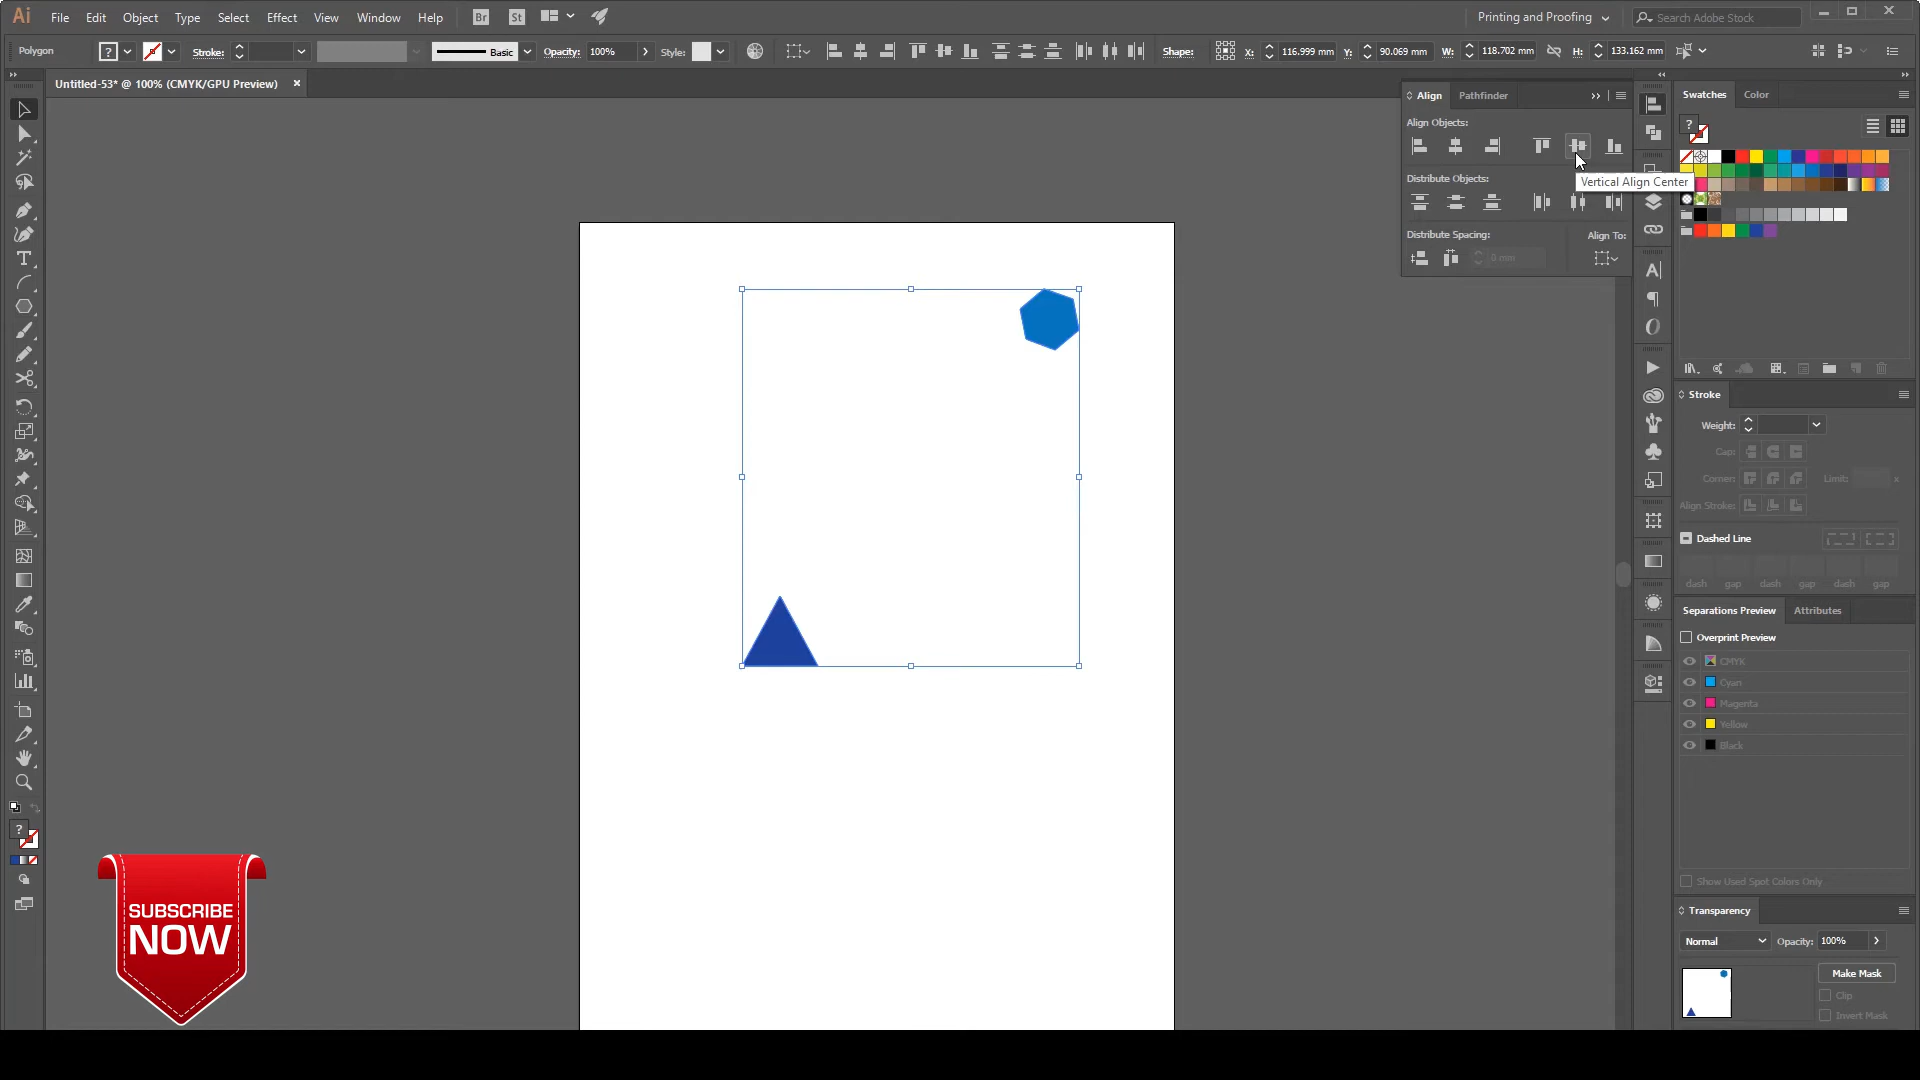 Ai File Edit Object Type Select Effect View Window Help Br St Printing and Proofing Search Adobe Stock
Polygon ? Stroke: Basic Opacity: 100% Style: Shape: X: 116.999 mm Y: 90.069 mm W: 118.702 mm H: 133.162 mm
Untitled-53* @ 100% (CMYK/GPU Preview)
Align Pathfinder
Align Objects:
Vertical Align Center
Distribute Objects:
Distribute Spacing: Align To:
0 mm
Swatches Color
?
Stroke
Weight:
Cap:
Corner: Limit: x
Align Stroke:
Dashed Line
dash gap dash gap dash gap
Separations Preview Attributes
Overprint Preview
CMYK
Cyan
Magenta
Yellow
Black
Show Used Spot Colors Only
Transparency
Normal Opacity: 100%
Make Mask
Clip
Invert Mask
?
SUBSCRIBE
NOW